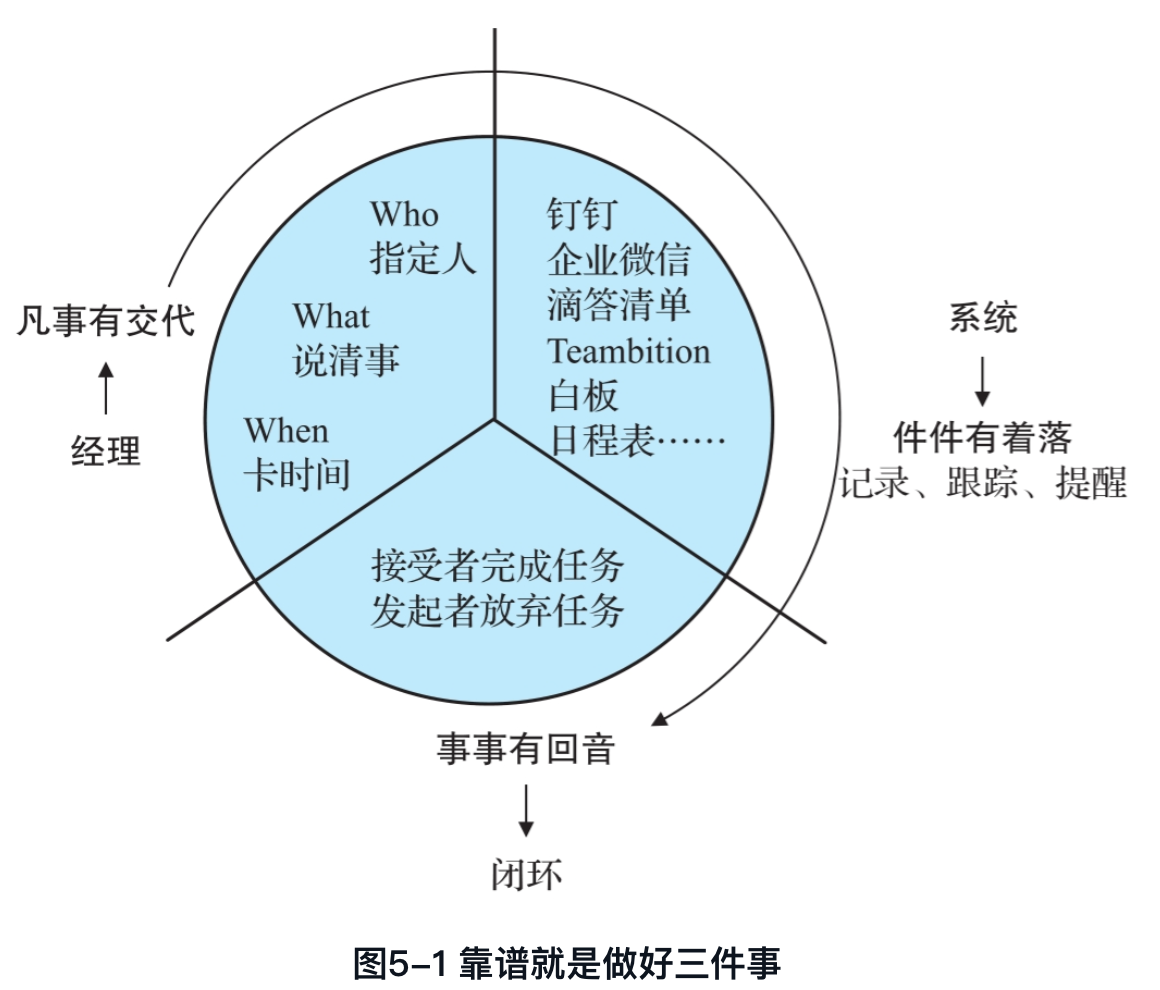 Who
指定人
What
说清事
When
卡时间
凡事有交代
经理
钉钉
企业微信
滴答清单
Teambition
白板
日程表……
系统
件件有着落
记录、跟踪、提醒
接受者完成任务
发起者放弃任务
事事有回音
闭环
图5–1 靠谱就是做好三件事